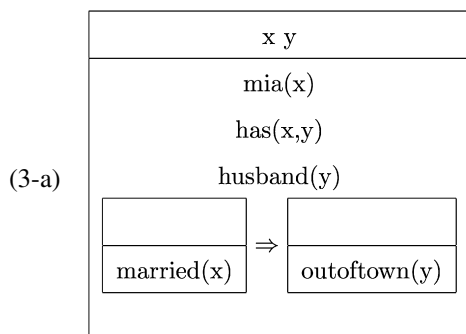 x y
mia(x)
has(x,y)
(3-a)
husband(y)
⇒
married(x) outoftown(y)